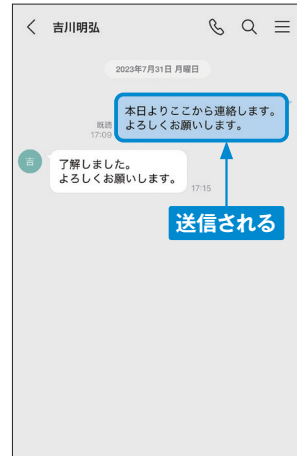 吉川明弘
2023年7月31日 月曜日
本日よりここから連絡します。
よろしくお願いします。
既読
17:09
吉
了解しました。
よろしくお願いします。
17:15
送信される